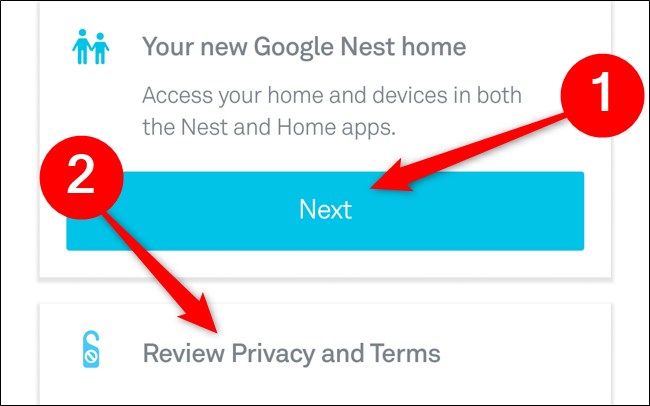 Your new Google Nest home
1
Access your home and devices in both
the Nest and Home apps.
2
Next
Review Privacy and Terms